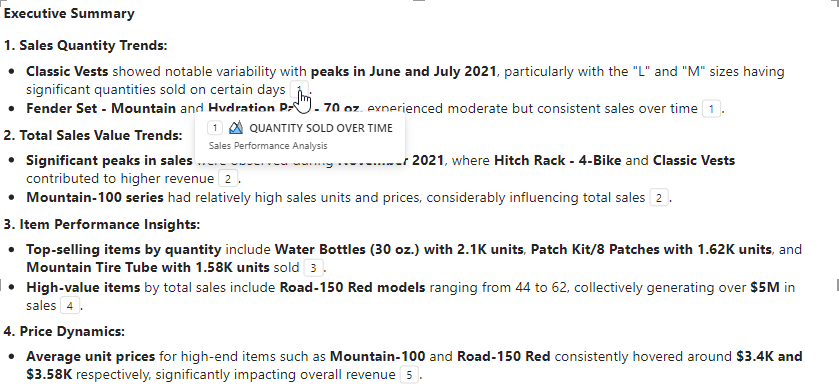 Executive Summary
1. Sales Quantity Trends:
• Classic Vests showed notable variability with peaks in June and July 2021, particularly with the "L" and "M" sizes having
significant quantities sold on certain days 1.
• Fender Set - Mountain and Hydration - 70 oz. experienced moderate but consistent sales over time 1.
1 QUANTITY SOLD OVER TIME
Sales Performance Analysis
2. Total Sales Value Trends:
• Significant peaks in sales were observed during November 2021, where Hitch Rack - 4-Bike and Classic Vests
contributed to higher revenue 2.
• Mountain-100 series had relatively high sales units and prices, considerably influencing total sales 2.
3. Item Performance Insights:
• Top-selling items by quantity include Water Bottles (30 oz.) with 2.1K units, Patch Kit/8 Patches with 1.62K units, and
Mountain Tire Tube with 1.58K units sold 3.
• High-value items by total sales include Road-150 Red models ranging from 44 to 62, collectively generating over $5M in
sales 4.
4. Price Dynamics:
• Average unit prices for high-end items such as Mountain-100 and Road-150 Red consistently hovered around $3.4K and
$3.58K respectively, significantly impacting overall revenue 5.